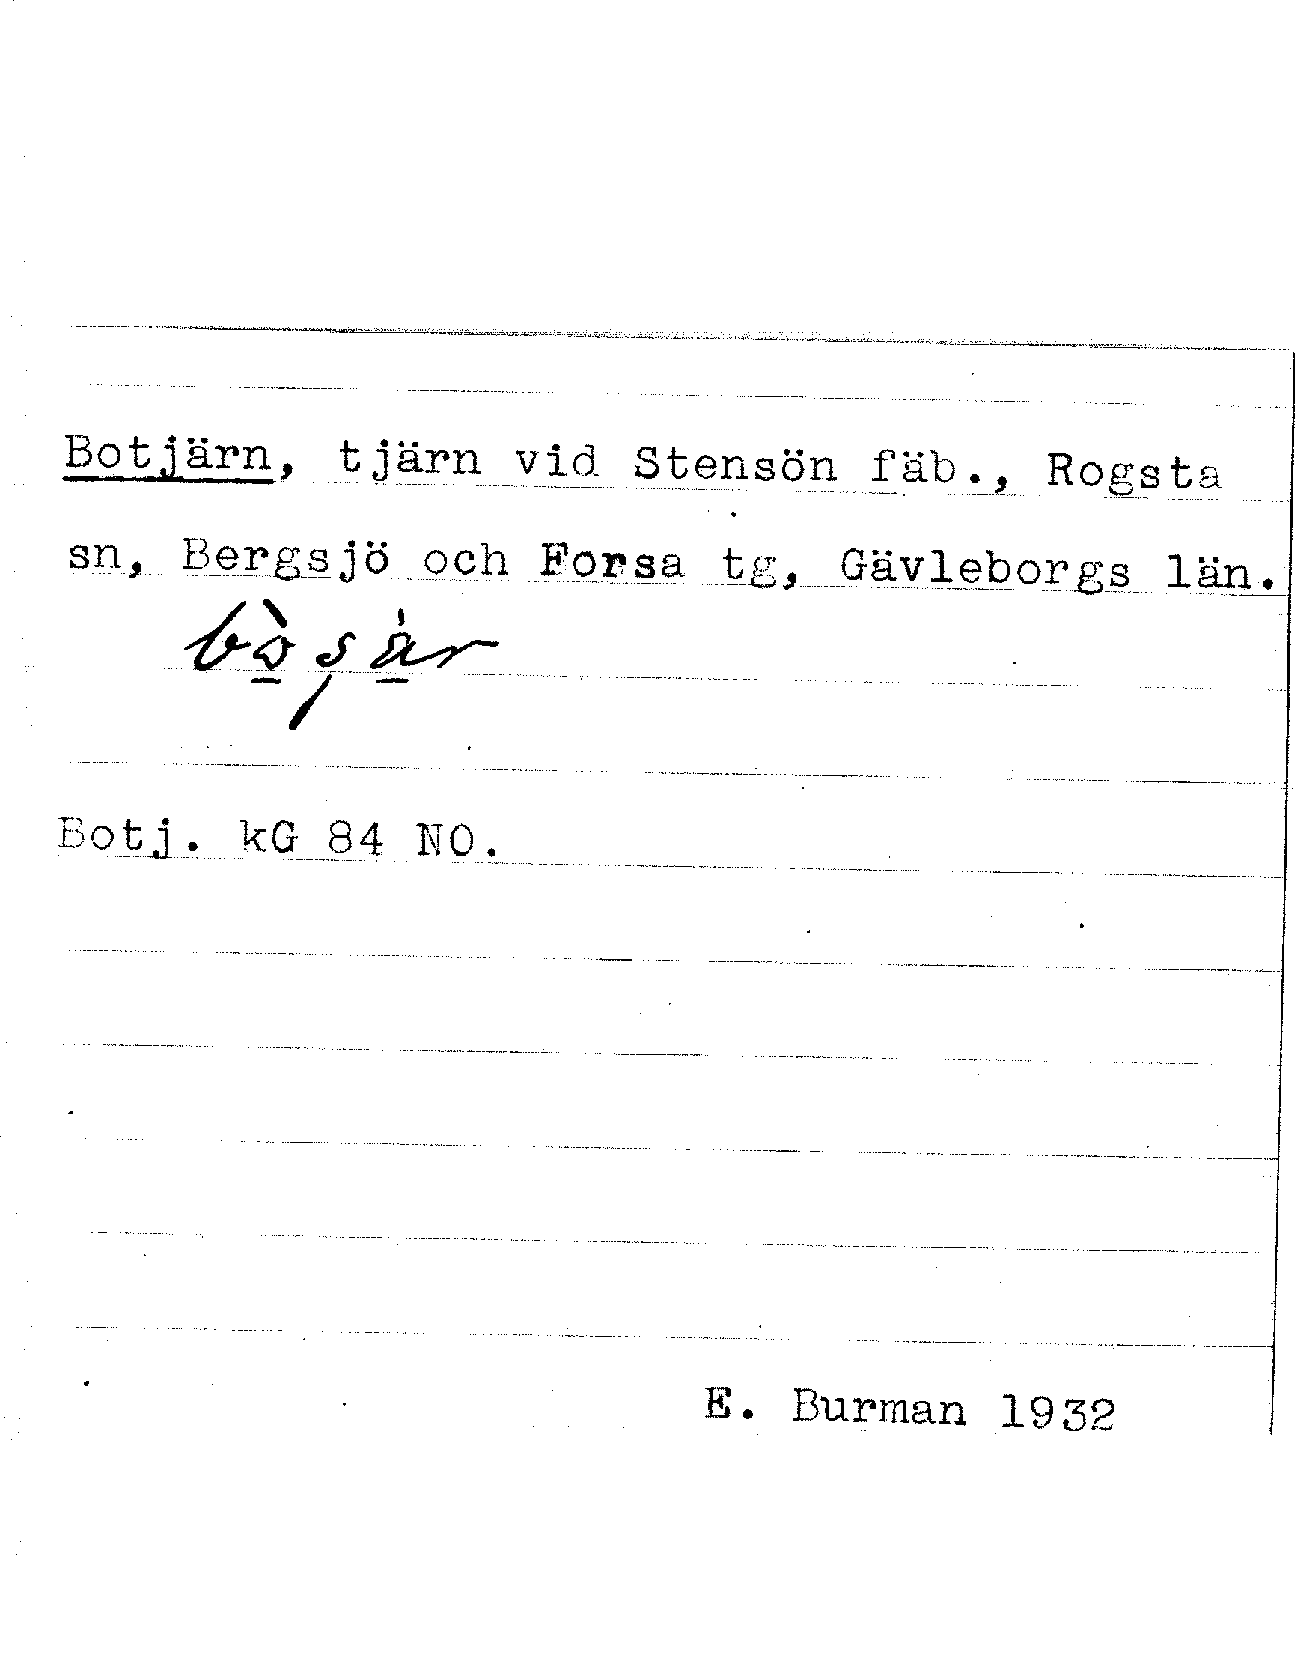 Botjärn, tjärn vid Stensön fäb., Rogsta
sn, Bergsjö och Forsa tg, Gävleborgs län.
Botj. kG 84 NO.
E. Burman 1932